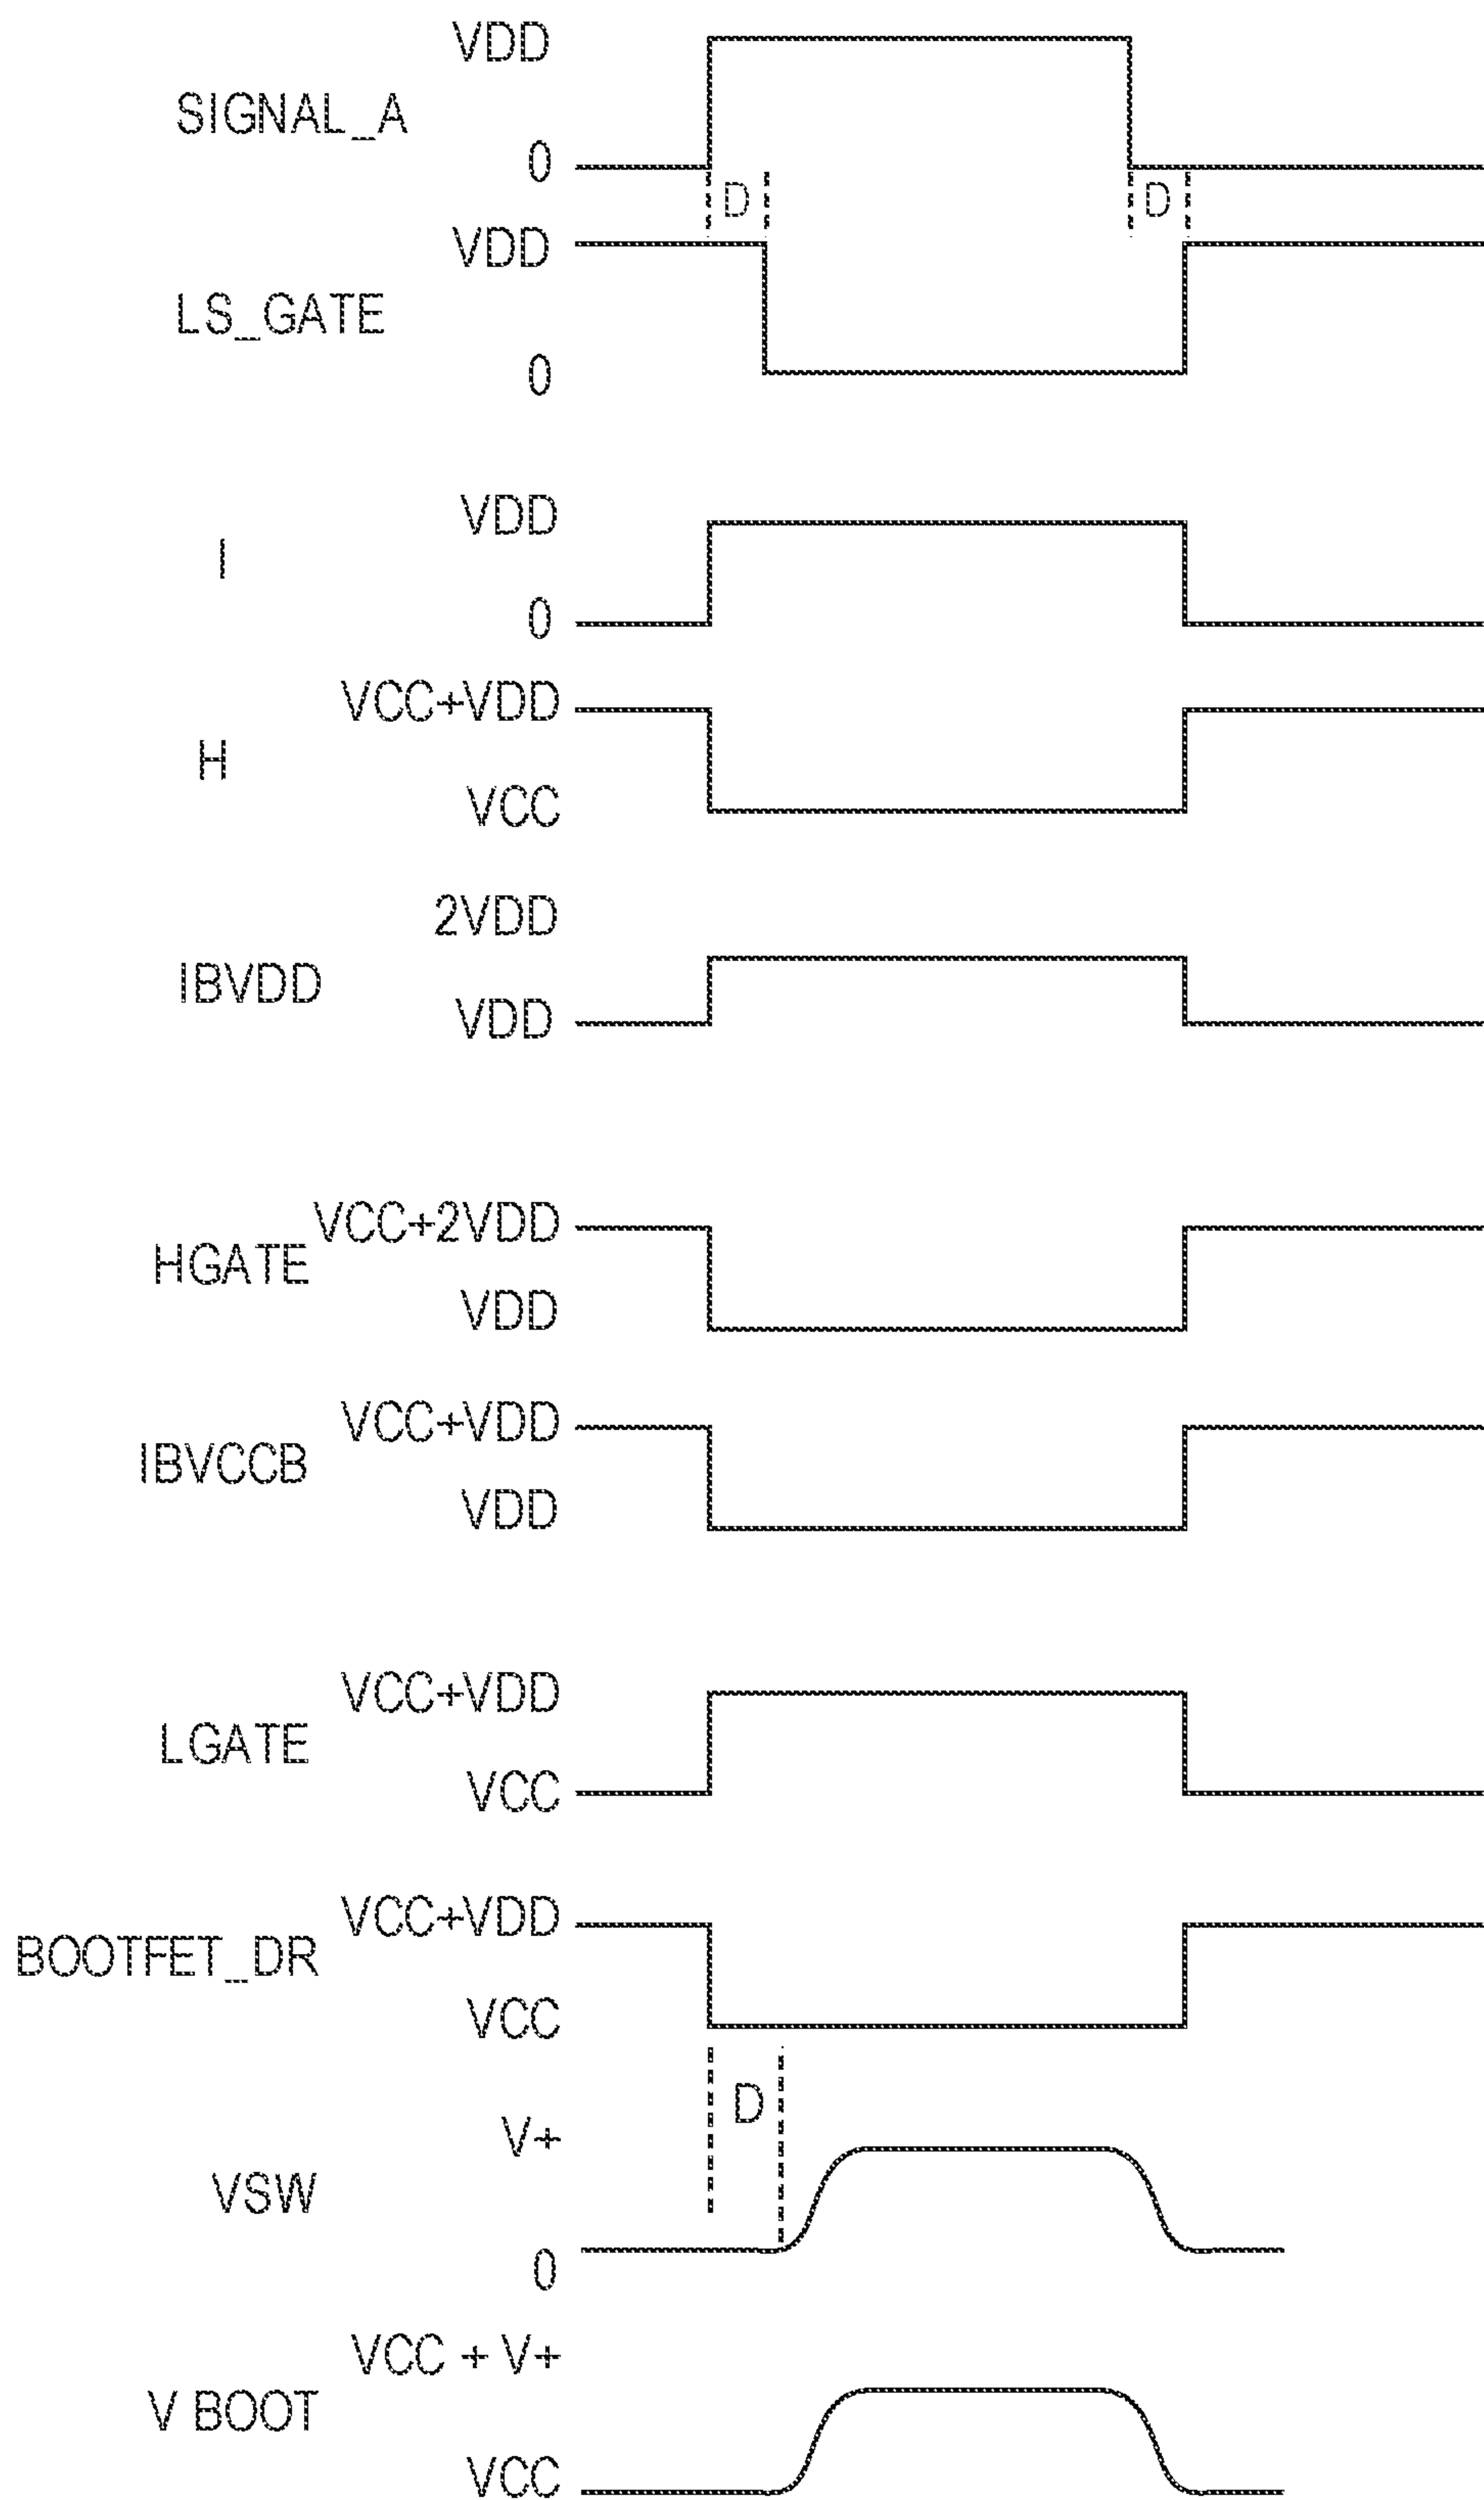 VDD
SIGNAL_A
0
D D
VDD
LS_GATE
0
VDD
I
0
VCC+VDD
H
VCC
2VDD
IBVDD
VDD
VCC+2VDD
HGATE
VDD
VCC+VDD
IBVCCB
VDD
VCC+VDD
LGATE
VCC
VCC+VDD
BOOTFET_DR
VCC
D
V+
VSW
0
VCC + V+
V BOOT
VCC